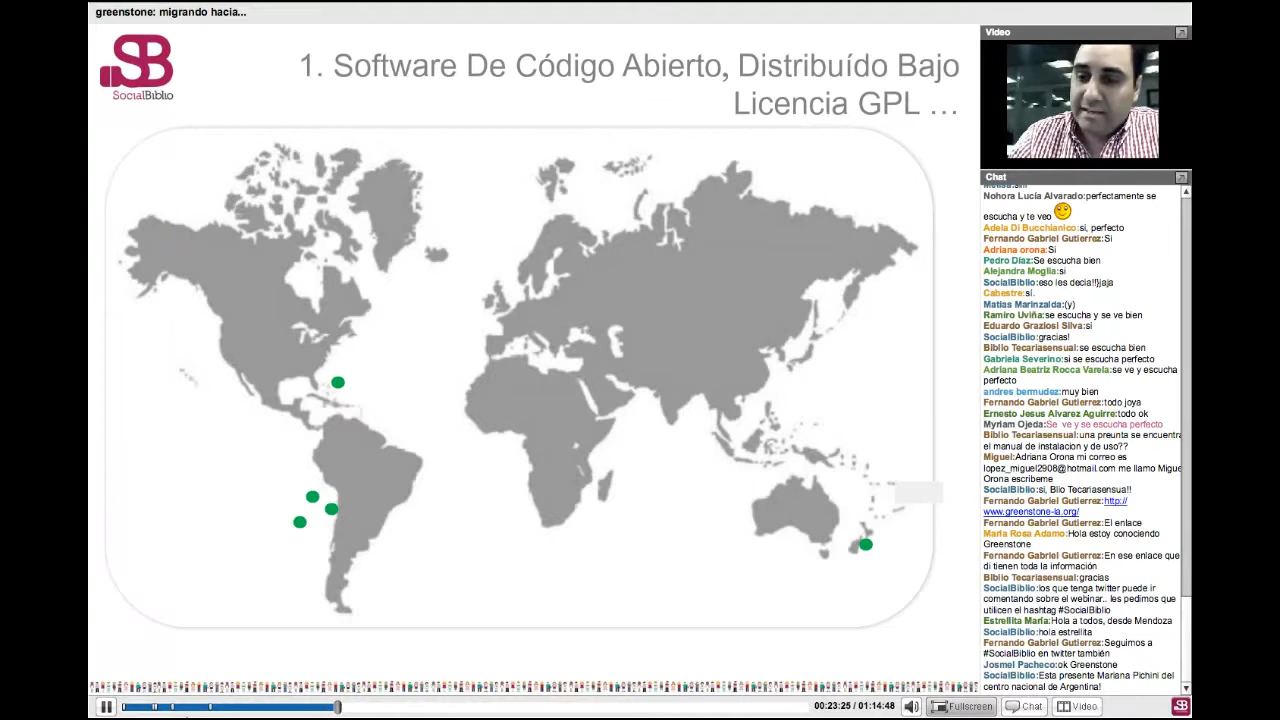 greenstone: migrando hacia...
SB
SocialBiblio
1. Software De Código Abierto, Distribuído Bajo
Licencia GPL …
Video
Chat
Nohora Lucía Alvarado:perfectamente se
escucha y te veo
Adela Di Bucchianico:si, perfecto
Fernando Gabriel Gutierrez:Si
Adriana orona:Si
Pedro Díaz:Se escucha bien
Alejandra Moglia:si
SocialBiblio:eso les decia!!}jaja
Cabestre:sí.
Matias Marinzalda:(y)
Ramiro Uviña:se escucha y se ve bien
Eduardo Graziosi Silva:si
SocialBiblio:gracias!
Biblio Tecariasensual:se escucha bien
Gabriela Severino:si se escucha perfecto
Adriana Beatriz Rocca Varela:se ve y escucha
perfecto
andres bermudez:muy bien
Fernando Gabriel Gutierrez:todo joya
Ernesto Jesus Alvarez Aguirre:todo ok
Myriam Ojeda:Se ve y se escucha perfecto
Biblio Tecariasensual:una preunta se encuentra
el manual de instalacion y de uso??
Miguel:Adriana Orona mi correo es
lopez_miguel2908@hotmail.com me llamo Migue
Orona escribeme
SocialBiblio:si, Blio Tecariasensua!!
Fernando Gabriel Gutierrez:http://
www.greenstone-la.org/
Fernando Gabriel Gutierrez:El enlace
María Rosa Adamo:Hola estoy conociendo
Greenstone
Fernando Gabriel Gutierrez:En ese enlace que
di tienen toda la información
Biblio Tecariasensual:gracias
SocialBiblio:los que tenga twitter puede ir
comentando sobre el webinar.. les pedimos que
utilicen el hashtag #SocialBiblio
Estrellita María:Hola a todos, desde Mendoza
SocialBiblio:hola estrellita
Fernando Gabriel Gutierrez:Seguimos a
#SocialBiblio en twitter también
Josmel Pacheco:ok Greenstone
SocialBiblio:Esta presente Mariana Pichini del
centro nacional de Argentina!
00:23:25 / 01:14:48
Fullscreen
Chat
Video
SB